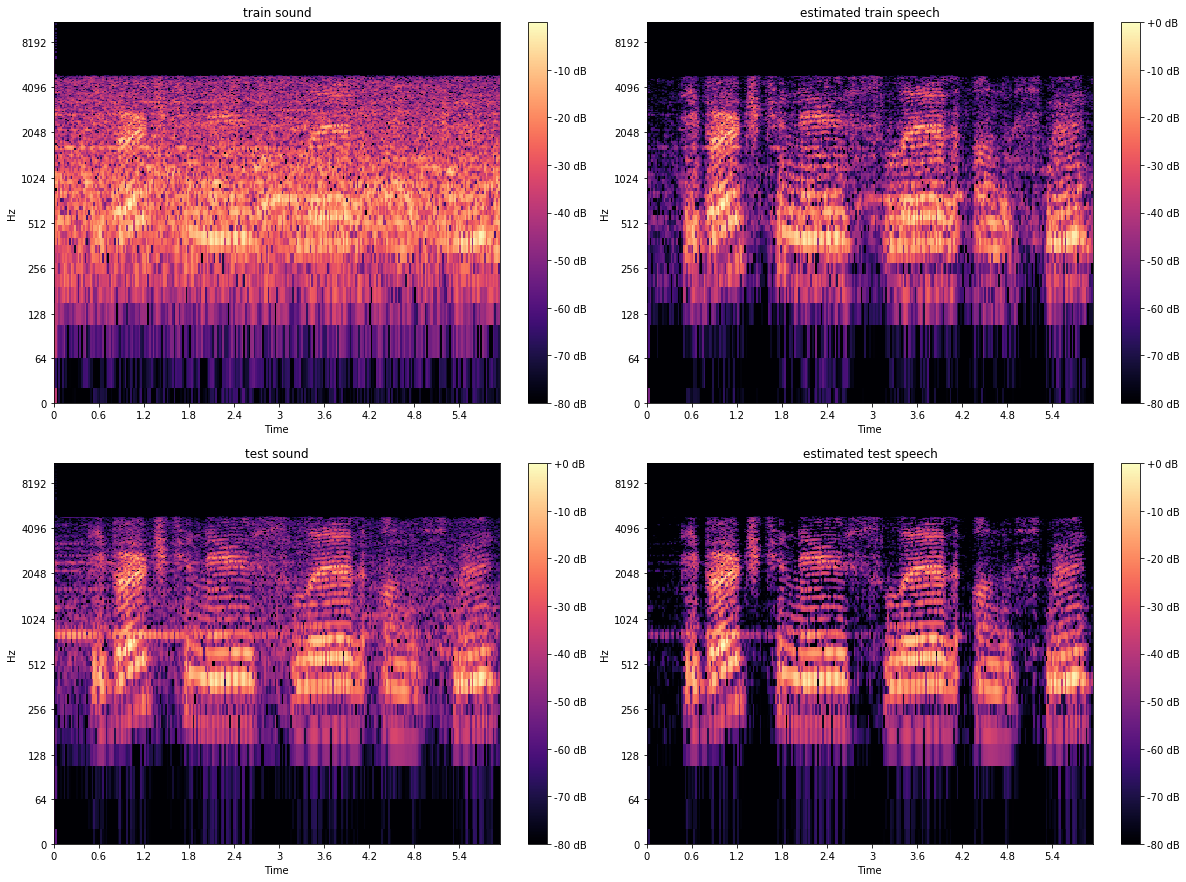 train sound
8192
4096
2048
1024
512
256
128
64
0
Hz
0 0.6 1.2 1.8 2.4 3 3.6 4.2 4.8 5.4
Time
-10 dB
-20 dB
-30 dB
-40 dB
-50 dB
-60 dB
-70 dB
-80 dB
estimated train speech
8192
4096
2048
1024
512
256
128
64
0
Hz
0 0.6 1.2 1.8 2.4 3 3.6 4.2 4.8 5.4
Time
+0 dB
-10 dB
-20 dB
-30 dB
-40 dB
-50 dB
-60 dB
-70 dB
-80 dB
test sound
8192
4096
2048
1024
512
256
128
64
0
Hz
0 0.6 1.2 1.8 2.4 3 3.6 4.2 4.8 5.4
Time
+0 dB
-10 dB
-20 dB
-30 dB
-40 dB
-50 dB
-60 dB
-70 dB
-80 dB
estimated test speech
8192
4096
2048
1024
512
256
128
64
0
Hz
0 0.6 1.2 1.8 2.4 3 3.6 4.2 4.8 5.4
Time
+0 dB
-10 dB
-20 dB
-30 dB
-40 dB
-50 dB
-60 dB
-70 dB
-80 dB